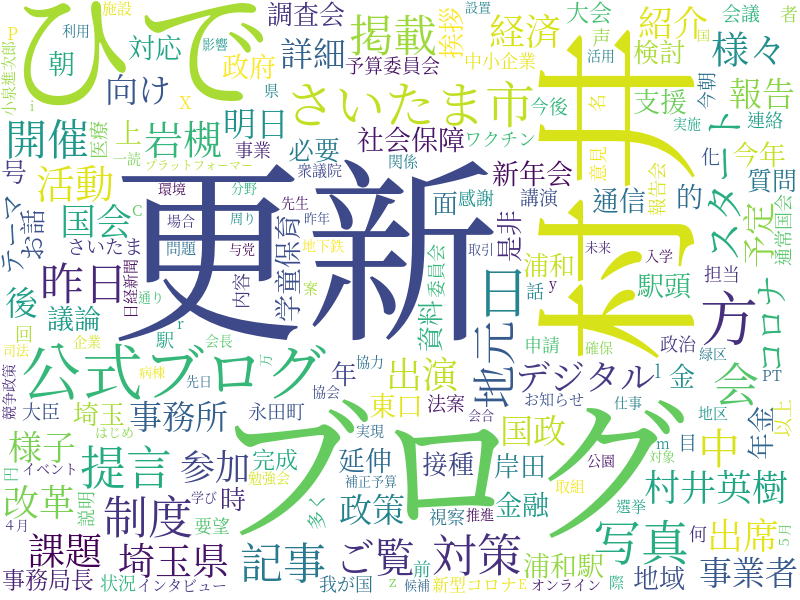 施設
設置
利用
影響
P
小泉進次郎
i
ひで
調査会
掲載
挨拶
経済
紹介
大会
会議
者
声
国
中小企業
活用
検討
様々
朝
対応
詳細
政府
予算委員会
県
X
向け
さいたま市
今後
名
支援
今朝
報告
連絡
村井
開催
医療
上
岩槻
明日
社会保障
ワクチン
実施
意見
化
一読
プラットフォーマー
事業
必要
衆議院
関係
新年会
報告会
スタート
今年
号
活動
環境
分野
先生
面
感謝
講演
通信
的
質問
テーマ
お話
国会
C
場合
周り
昨年
学童保育
是非
予定
通常国会
さいたま
更新
問題
与党
地下鉄
資料
委員会
浦和
駅頭
未来
入学
担当
コロナ
昨日
日経新聞
内容
案
取引
日
方
話
y
後
議論
通り
r
駅
会長
万
地元
申請
確保
政治
緑区
回
司法
企業
公式ブログ
病棟
先日
協力
年
出演
デジタル
l
金
会
PT
競争政策
大臣
埼玉
事務所
永田町
協会
東口
法案
会合
お知らせ
仕事
地区
年金
以上
円
様子
はじめ
提言
参加
完成
勉強会
実現
ブログ
延伸
接種
国政
岸田
m
目
中
対象
イベント
改革
説明
制度
学び
時
要望
多く
補正予算
政策
視察
推進
金融
公園
取組
村井英樹
4月
課題
埼玉県
記事
ご覧
対策
選挙
浦和駅
何
写真
出席
5月
事務局長
状況
インタビュー
我が国
z
前
候補
新型コロナ
E
オンライン
際
地域
事業者